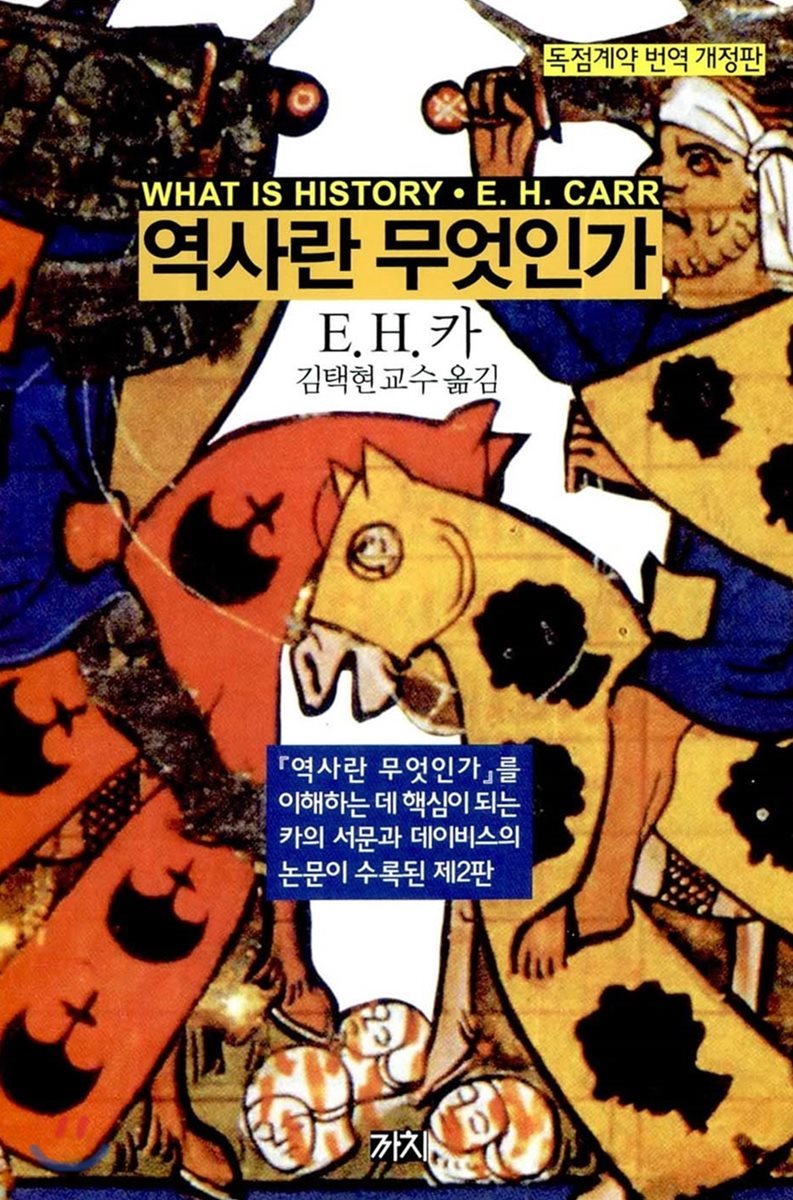 독점계약 번역 개정판
WHAT IS HISTORY • E. H. CARR
역사란 무엇인가
E. H. 카
김택현 교수 옮김
『역사란 무엇인가』를
이해하는 데 핵심이 되는
카의 서문과 데이비스의
논문이 수록된 제2판
까치